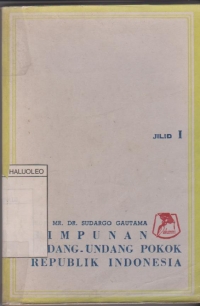 JILID I
MR. DR. SUDARGO GAUTAMA
IMPUNAN
DANG-UNDANG POKOK
REPUBLIK INDONESIA
HALUOLEO